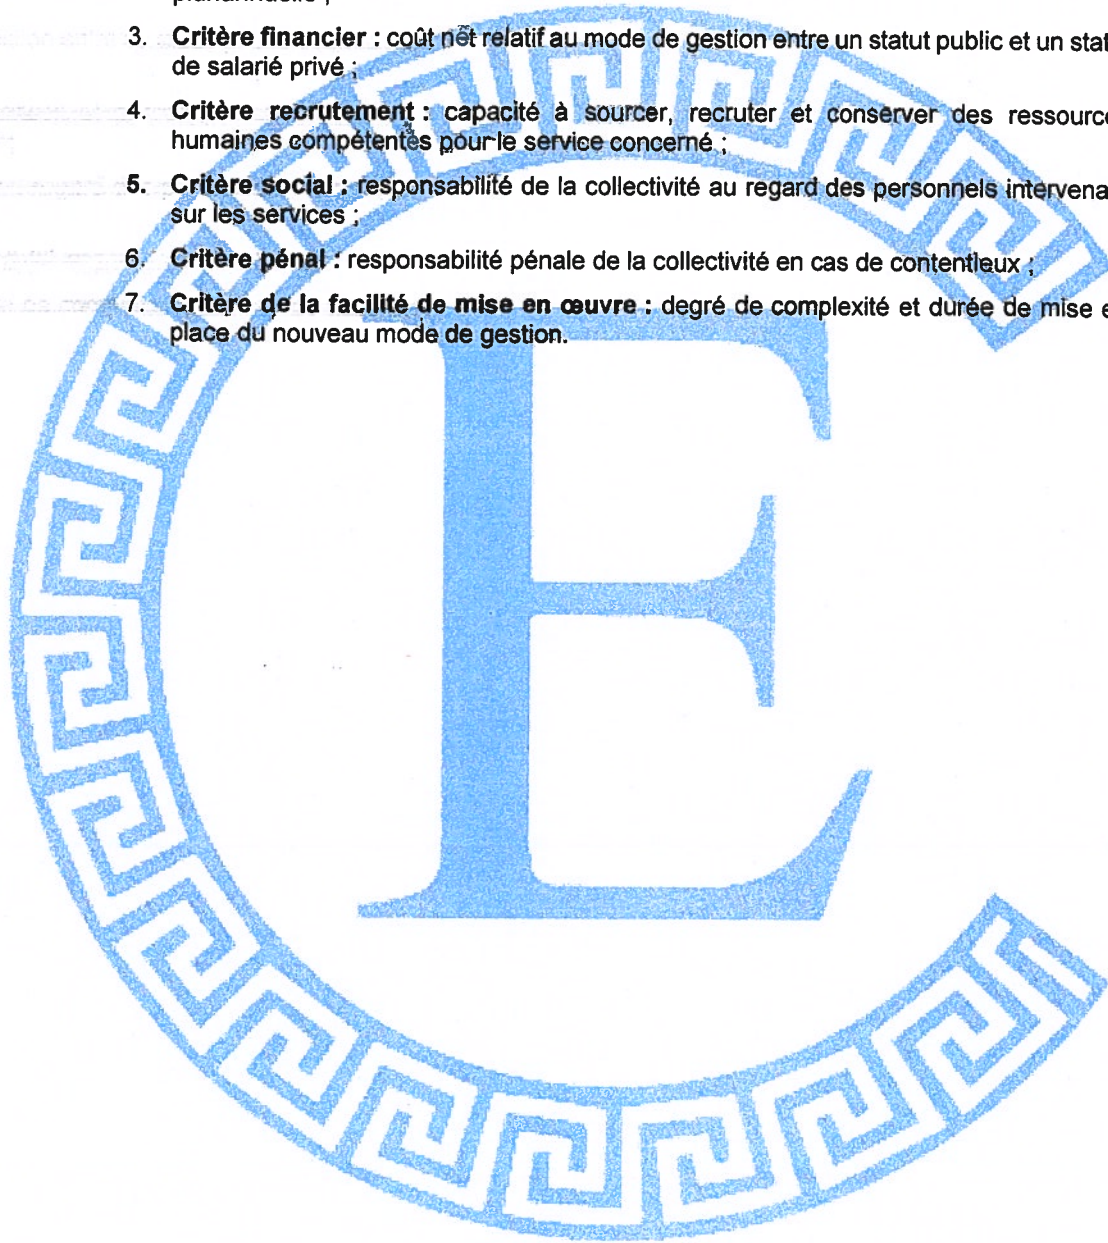 3. Critère financier : coût net relatif au mode de gestion entre un statut public et un stat
de salarié privé ;
4. Critère recrutement : capacité à sourcer, recruter et conserver des ressourc
humaines compétentes pour le service concerné ;
5. Critère social : responsabilité de la collectivité au regard des personnels intervena
sur les services ;
6. Critère pénal : responsabilité pénale de la collectivité en cas de contentieux ;
7. Critère de la facilité de mise en œuvre : degré de complexité et durée de mise e
place du nouveau mode de gestion.
CE